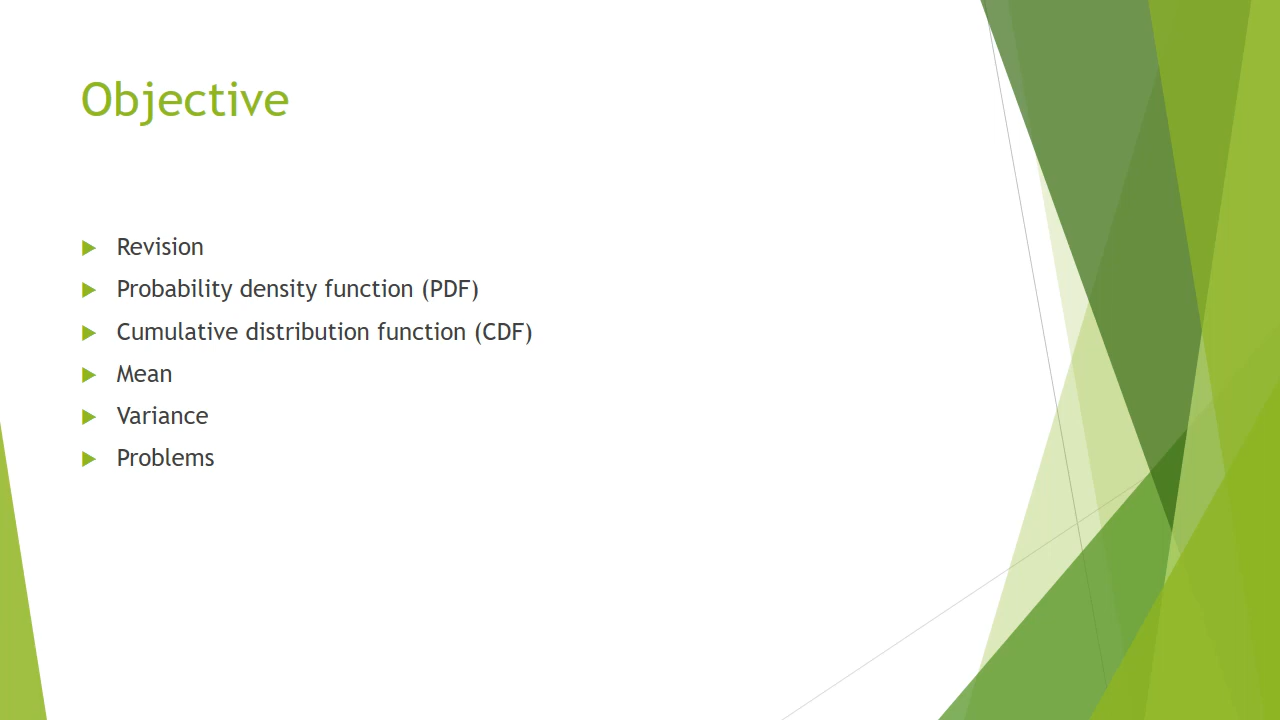 Objective
Revision
Probability density function (PDF)
Cumulative distribution function (CDF)
Mean
Variance
Problems